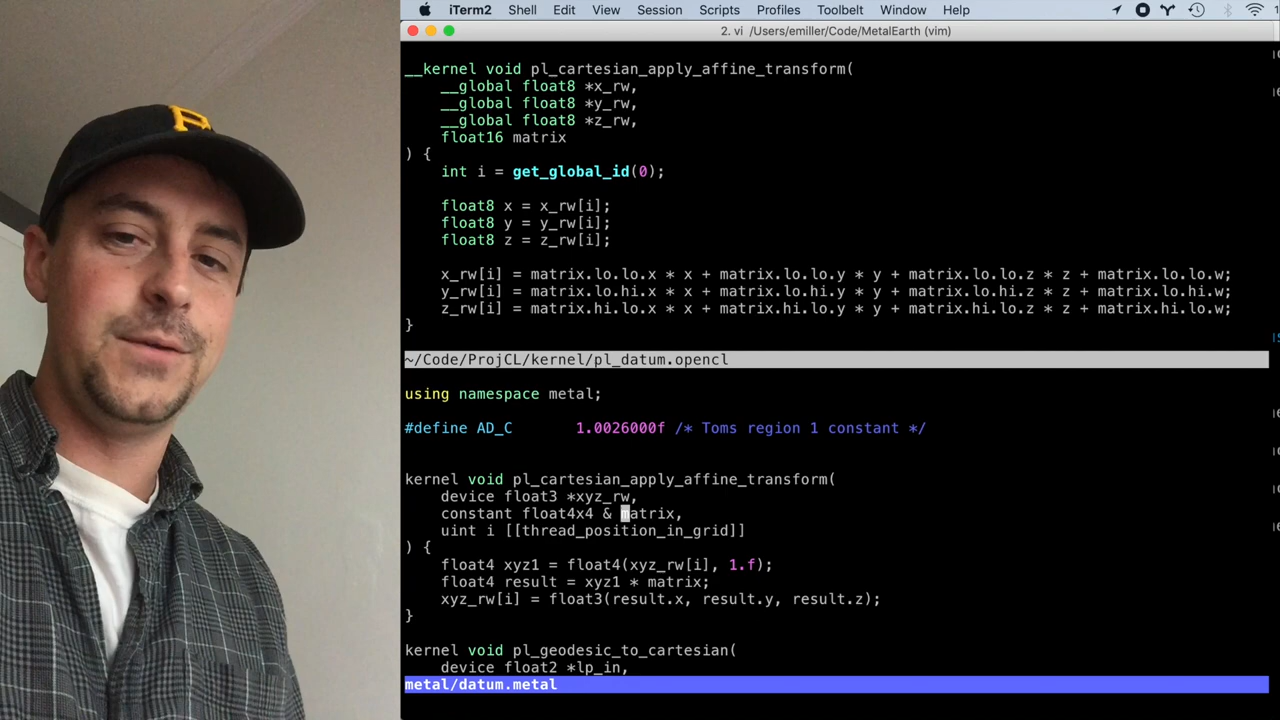 P
iTerm2 Shell Edit View Session Scripts Profiles Toolbelt Window Help
2. vi /Users/emiller/Code/MetalEarth (vim)
__kernel void pl_cartesian_apply_affine_transform(
__global float8 *x_rw,
__global float8 *y_rw,
__global float8 *z_rw,
float16 matrix
) {
int i = get_global_id(0);
float8 x = x_rw[i];
float8 y = y_rw[i];
float8 z = z_rw[i];
x_rw[i] = matrix.lo.lo.x * x + matrix.lo.lo.y * y + matrix.lo.lo.z * z + matrix.lo.lo.w;
y_rw[i] = matrix.lo.hi.x * x + matrix.lo.hi.y * y + matrix.lo.hi.z * z + matrix.lo.hi.w;
z_rw[i] = matrix.hi.lo.x * x + matrix.hi.lo.y * y + matrix.hi.lo.z * z + matrix.hi.lo.w;
}
~/Code/ProjCL/kernel/pl_datum.opencl
using namespace metal;
#define AD_C 1.0026000f /* Toms region 1 constant */
kernel void pl_cartesian_apply_affine_transform(
device float3 *xyz_rw,
constant float4x4 & matrix,
uint i [[thread_position_in_grid]]
) {
float4 xyz1 = float4(xyz_rw[i], 1.f);
float4 result = xyz1 * matrix;
xyz_rw[i] = float3(result.x, result.y, result.z);
}
kernel void pl_geodesic_to_cartesian(
device float2 *lp_in,
metal/datum.metal